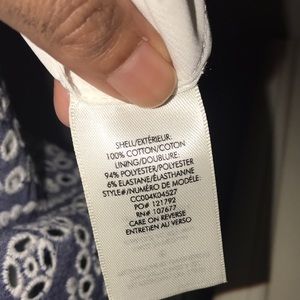 SHELL/EXTÉRIEUR:
100% COTTON/COTON
LINING/DOUBLURE:
94% POLYESTER/POLYESTER
6% ELASTANE/ÉLASTHANNE
STYLE#/NUMÉRO DE MODÈLE:
CC004K04527
PO# 121792
RN# 107677
CARE ON REVERSE
ENTRETIEN AU VERSO